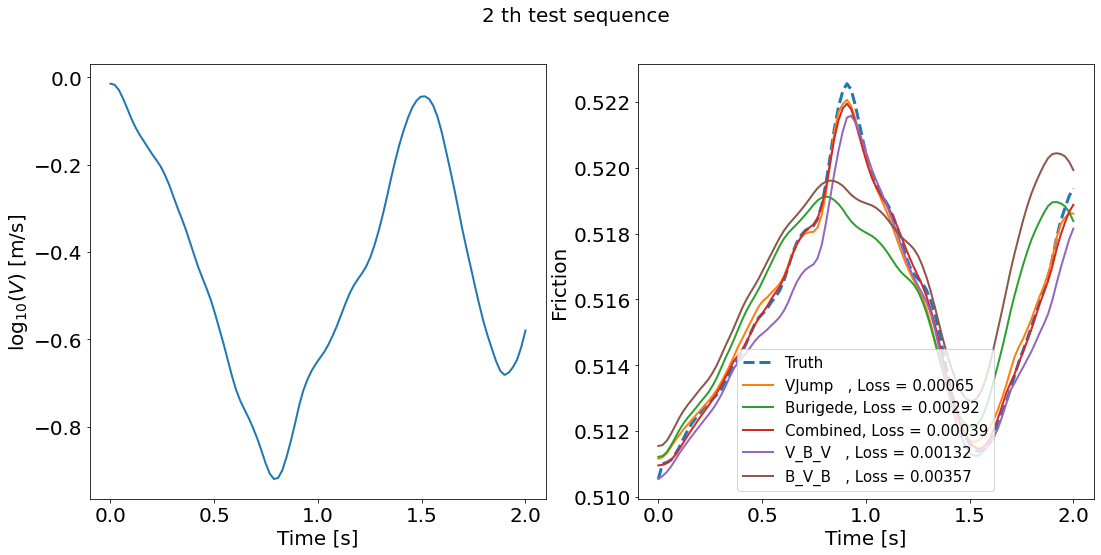 2 th test sequence
0.0
−0.2
−0.4
−0.6
−0.8
log10(V) [m/s]
0.0
0.5
1.0
1.5
2.0
Time [s]
0.522
0.520
0.518
0.516
0.514
0.512
0.510
Friction
Truth
VJump , Loss = 0.00065
Burigede, Loss = 0.00292
Combined, Loss = 0.00039
V_B_V , Loss = 0.00132
B_V_B , Loss = 0.00357
0.0
0.5
1.0
1.5
2.0
Time [s]